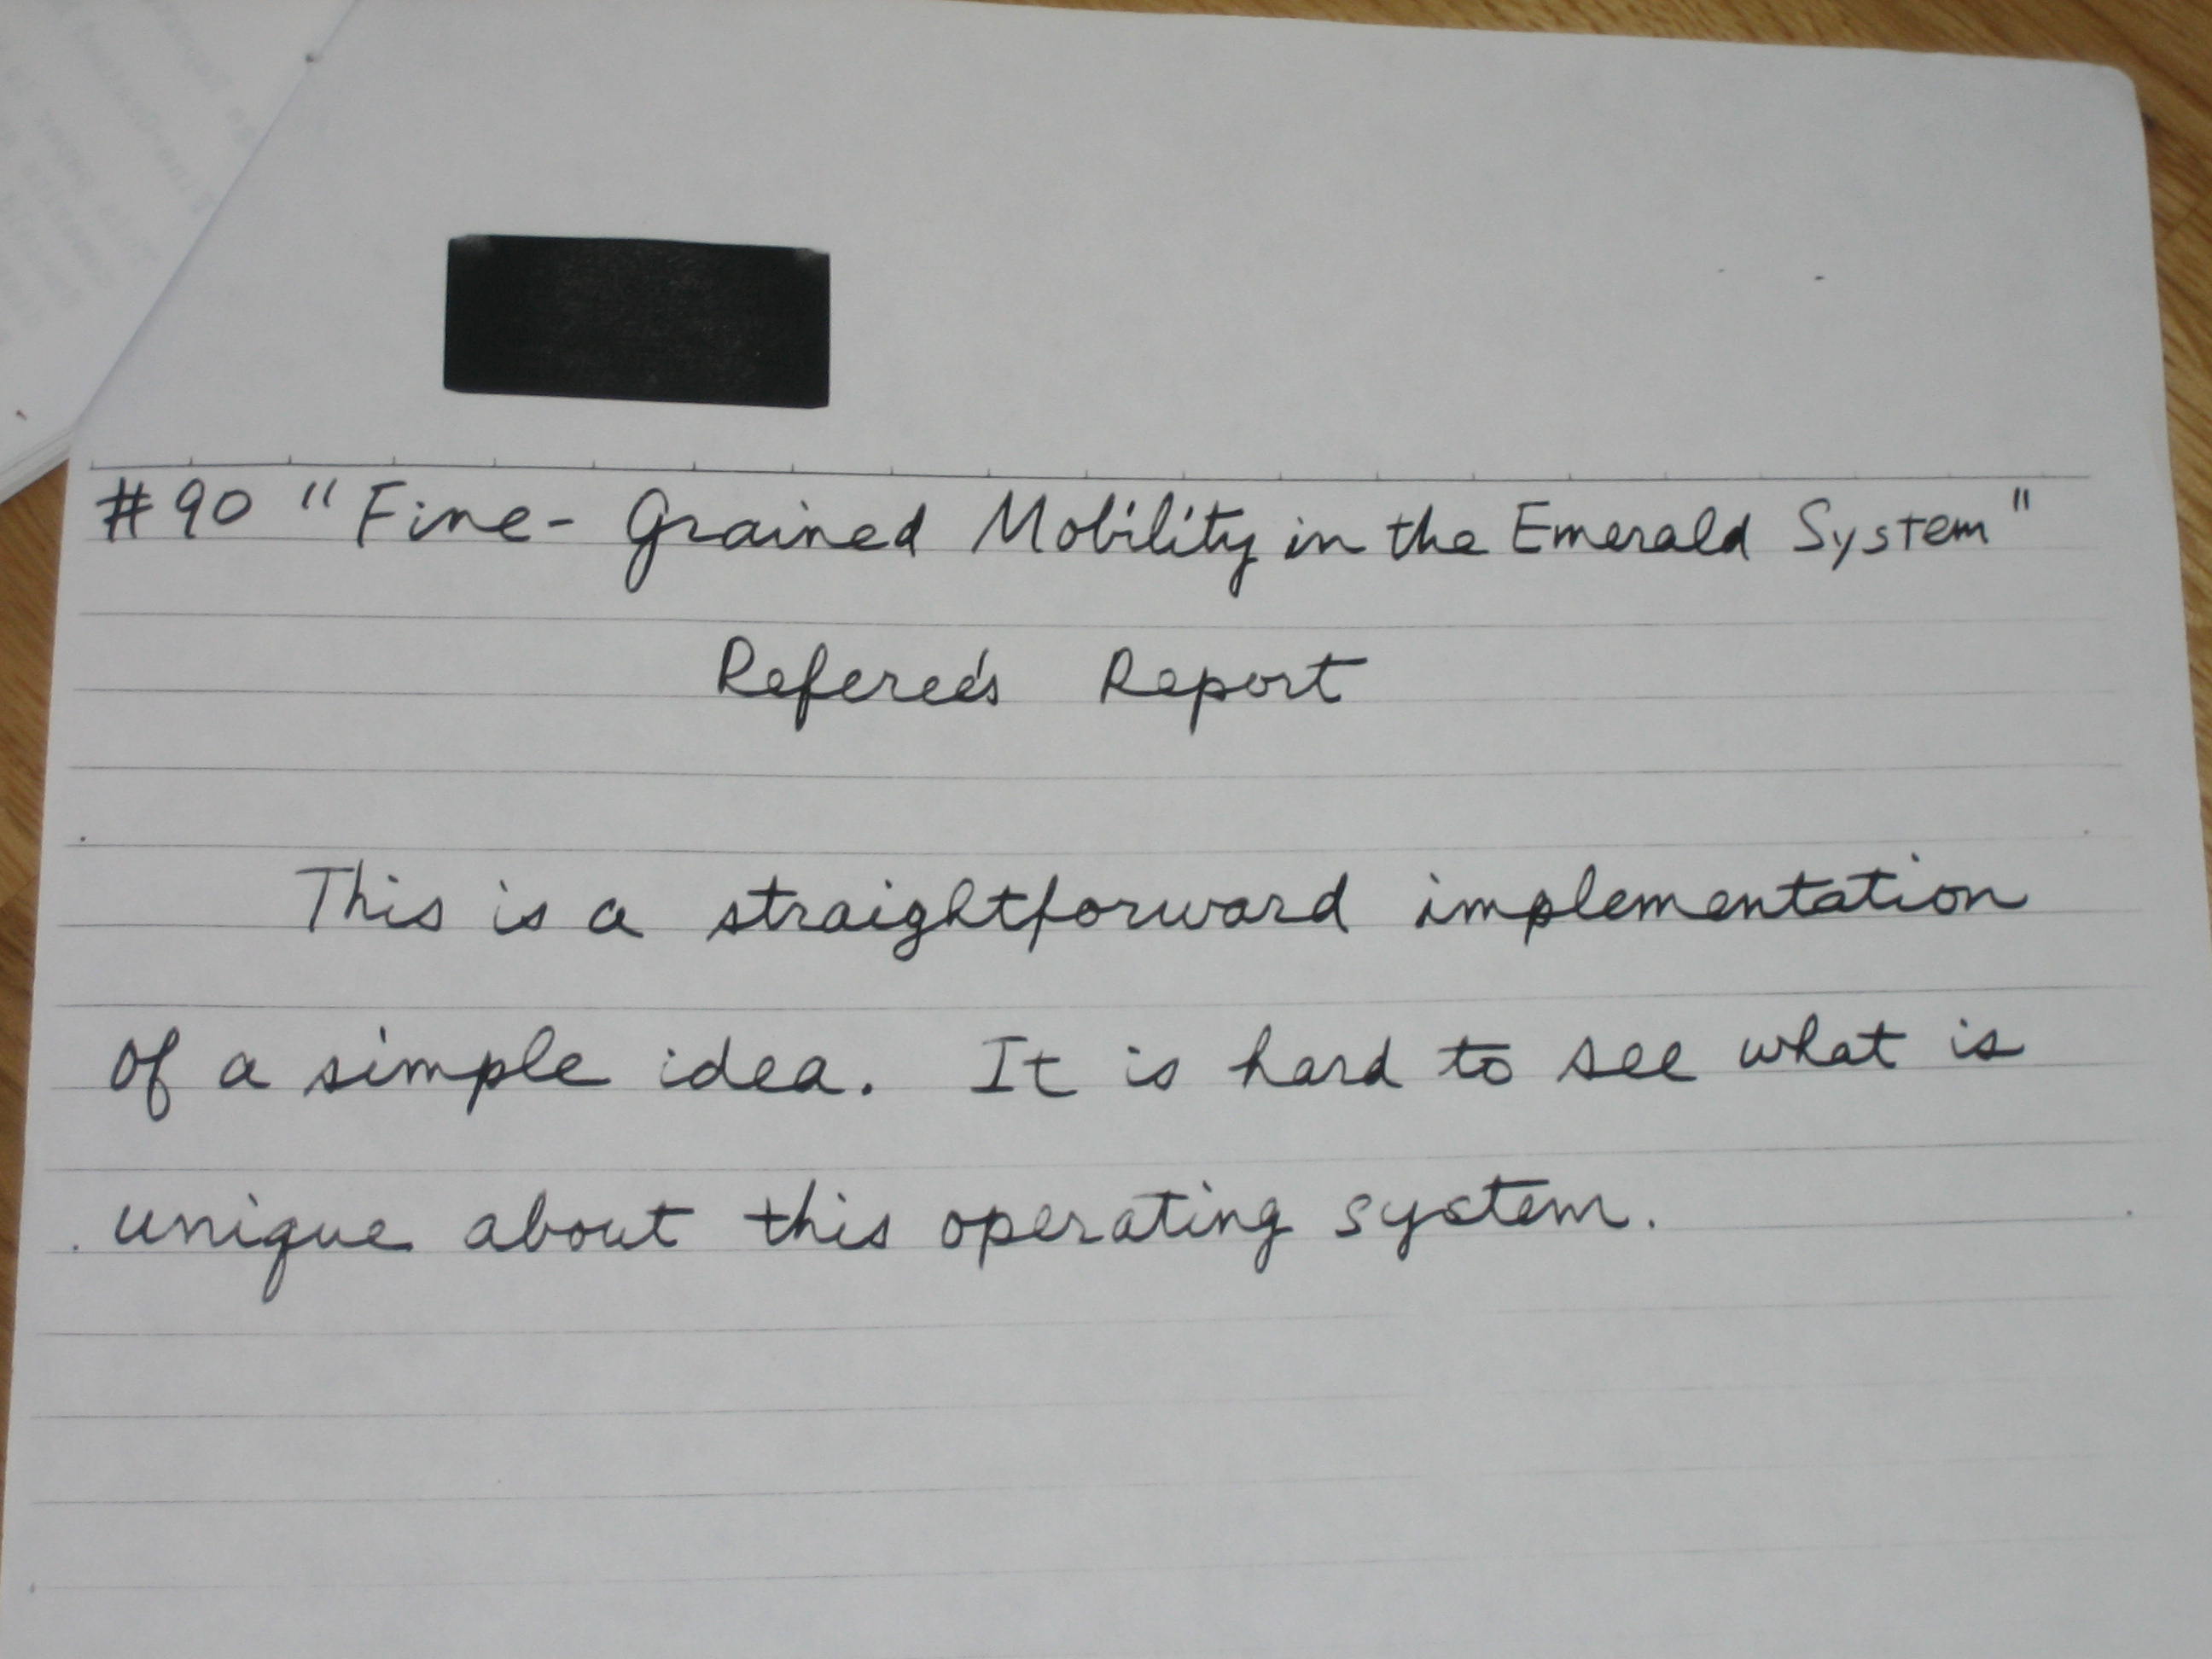 #90 "Fine-Grained Mobility in the Emerald System"
Referee's Report
This is a straightforward implementation
of a simple idea. It is hard to see what is
unique about this operating system.